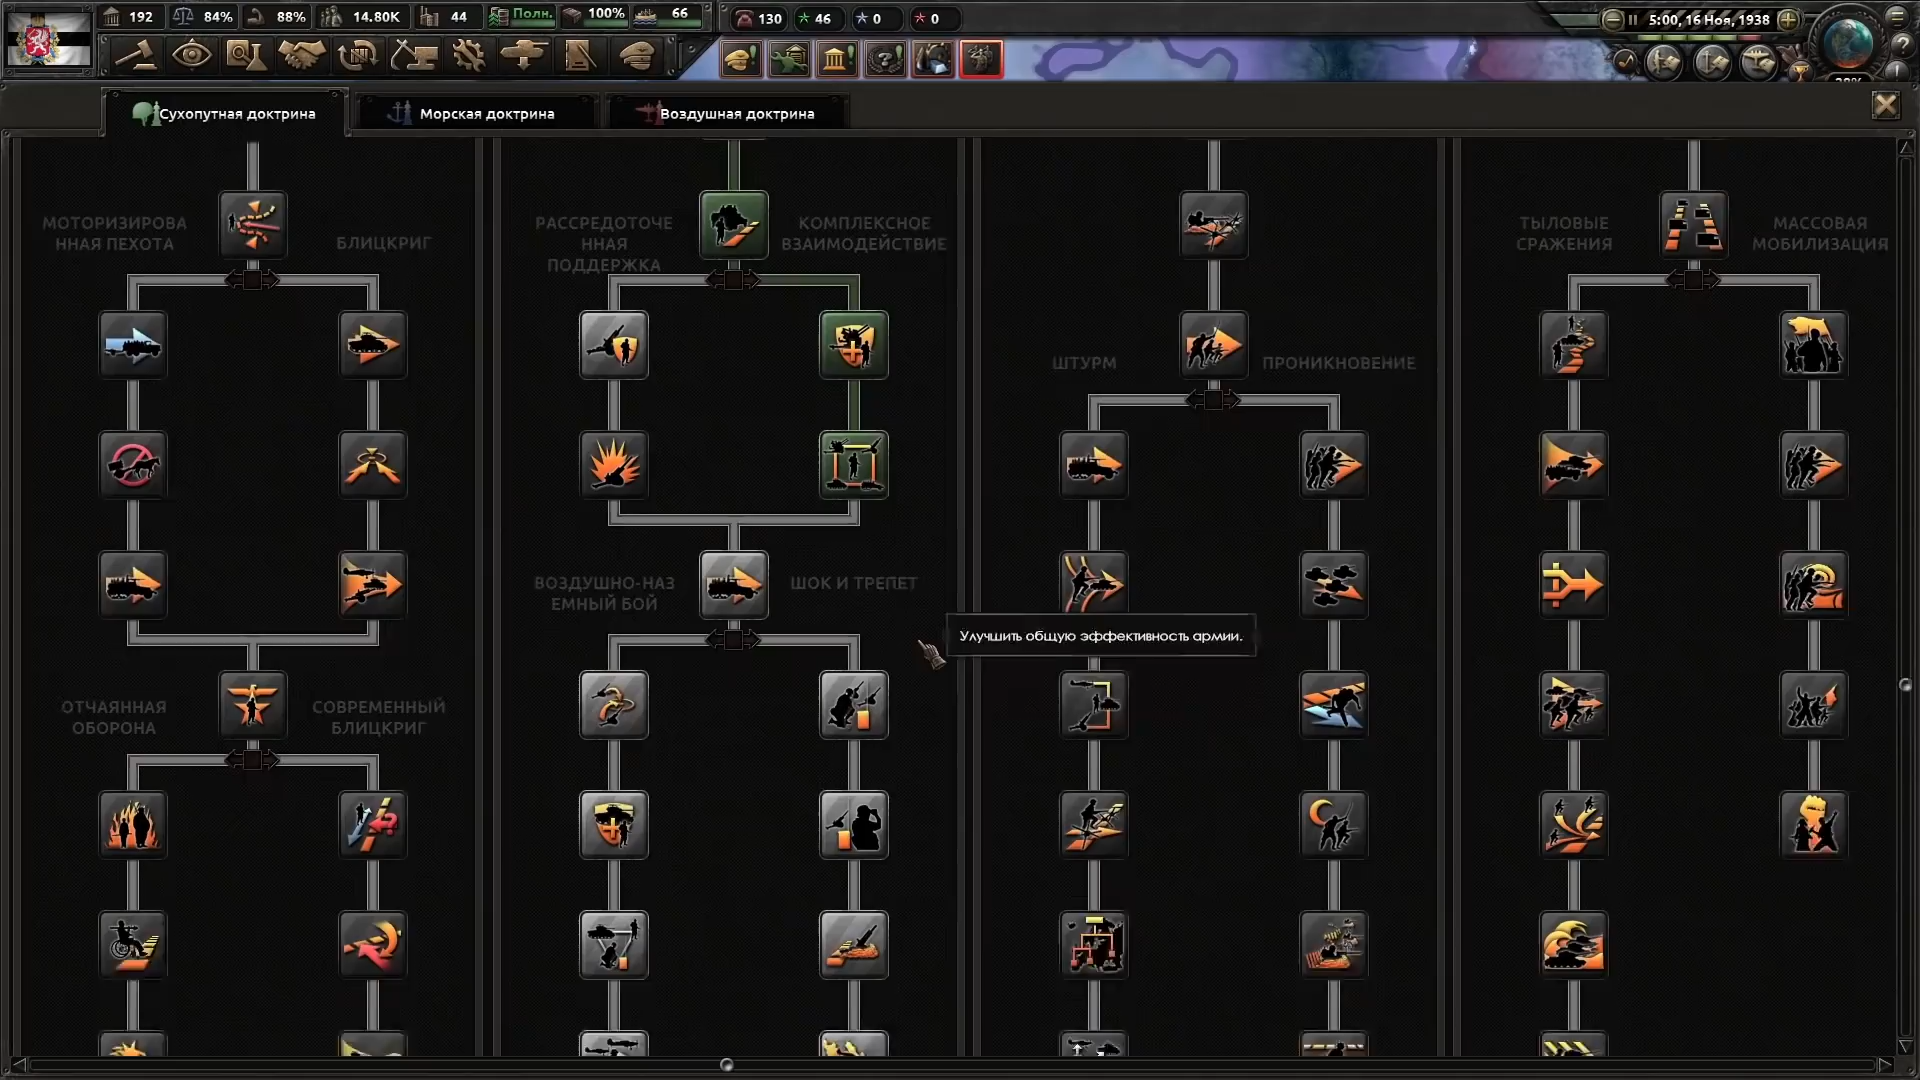 192
84%
88%
14.80K
44
Полн.
100%
66
130
46
0
0
5:00, 16 Ноя, 1938
Сухопутная доктрина
Морская доктрина
Воздушная доктрина
МОТОРИЗИРОВА
ННАЯ ПЕХОТА
БЛИЦКРИГ
РАССРЕДОТОЧЕ
ННАЯ
ПОДДЕРЖКА
КОМПЛЕКСНОЕ
ВЗАИМОДЕЙСТВИЕ
ТЫЛОВЫЕ
СРАЖЕНИЯ
МАССОВАЯ
МОБИЛИЗАЦИЯ
ШТУРМ
ПРОНИКНОВЕНИЕ
ВОЗДУШНО-НАЗ
ЕМНЫЙ БОЙ
ШОК И ТРЕПЕТ
Улучшить общую эффективность армии.
ОТЧАЯННАЯ
ОБОРОНА
СОВРЕМЕННЫЙ
БЛИЦКРИГ